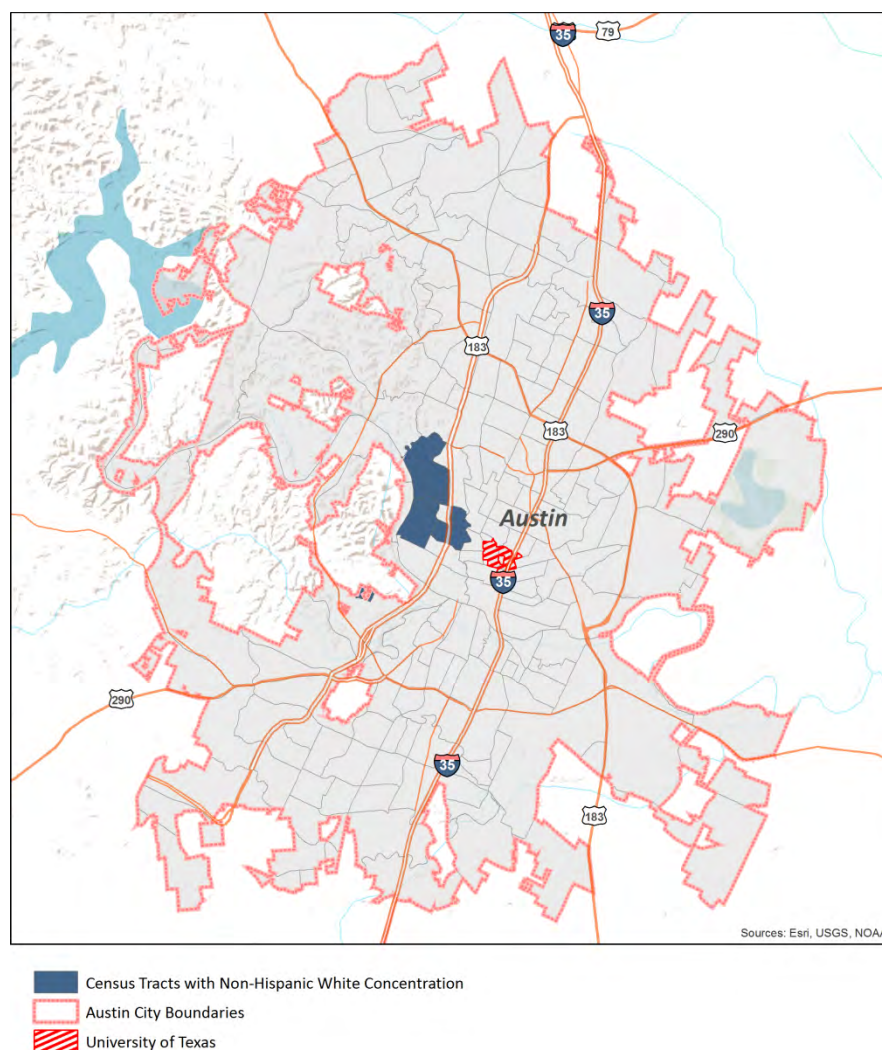 35
79
35
183
183
290
Austin
35
290
35
183
Sources: Esri, USGS, NOAA
Census Tracts with Non-Hispanic White Concentration
Austin City Boundaries
University of Texas